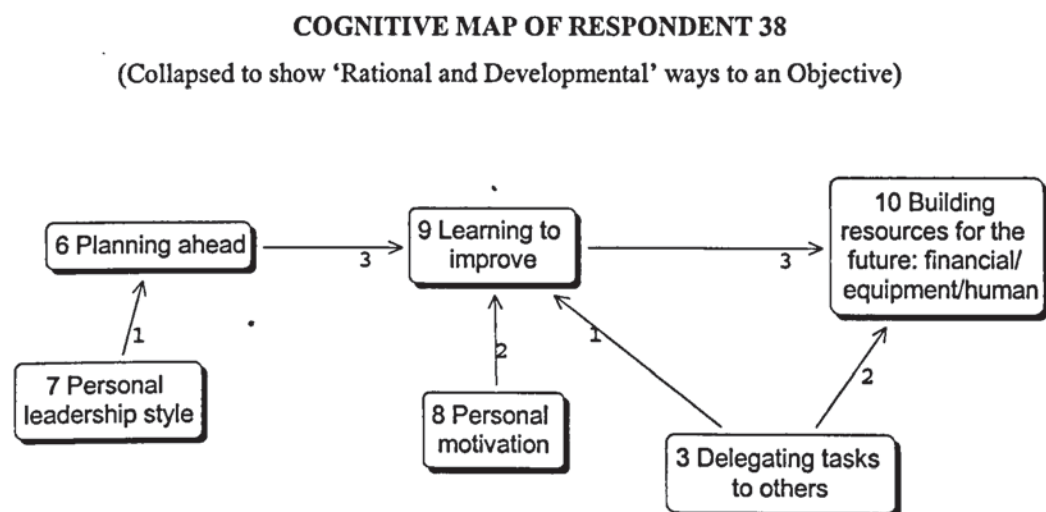 COGNITIVE MAP OF RESPONDENT 38
(Collapsed to show ‘Rational and Developmental’ ways to an Objective)
6 Planning ahead
3
9 Learning to
improve
3
10 Building
resources for the
future: financial/
equipment/human
1
2
1
2
7 Personal
leadership style
8 Personal
motivation
3 Delegating tasks
to others